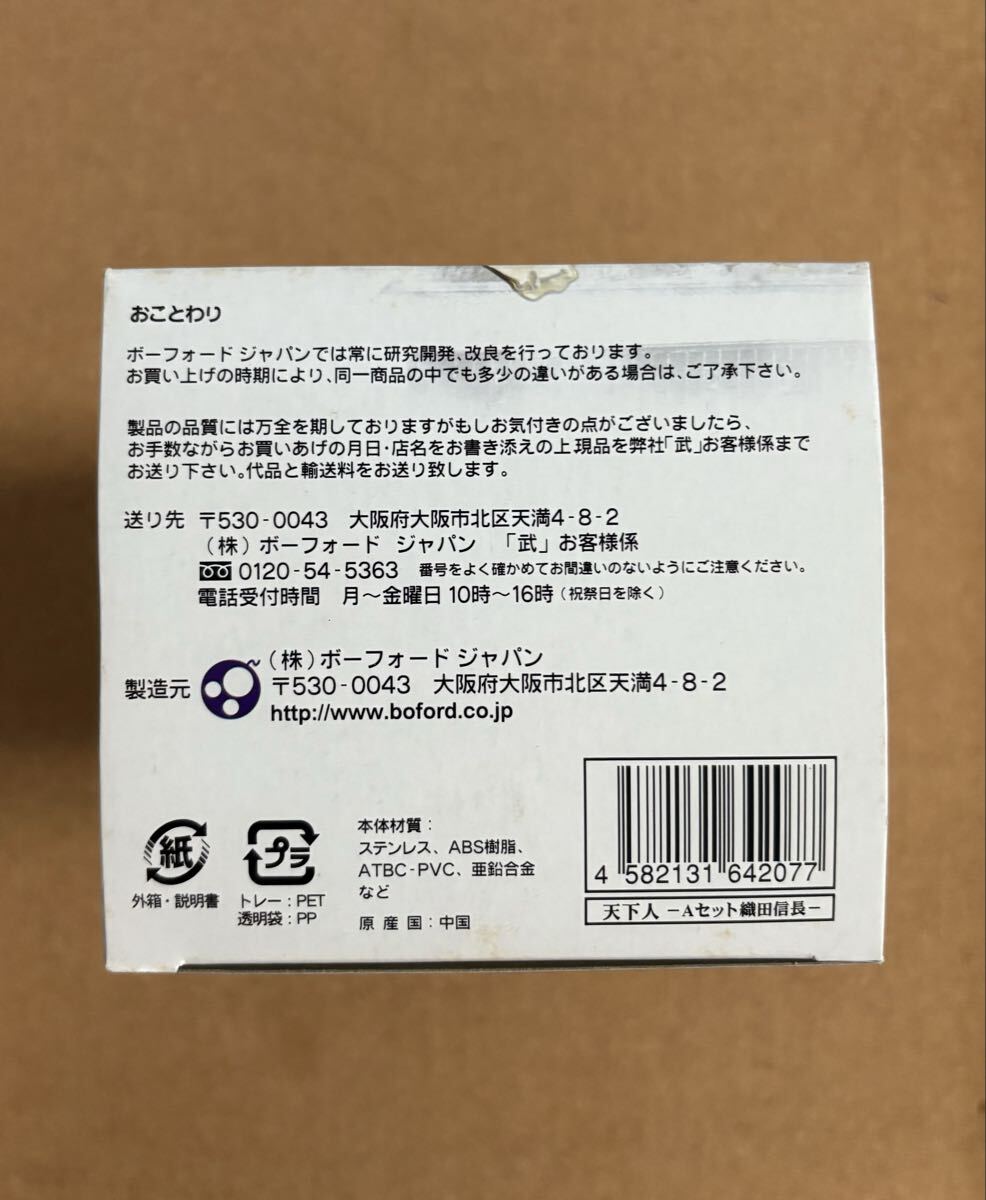 おことわり
ボーフォード ジャパンでは常に研究開発、改良を行っております。
お買い上げの時期により、同一商品の中でも多少の違いがある場合は、ご了承下さい。
製品の品質には万全を期しておりますがもしお気付きの点がございましたら、
お手数ながらお買いあげの月日・店名をお書き添えの上現品を弊社「武」お客様係まで
お送り下さい。代品と輸送料をお送り致します。
送り先 〒530-0043 大阪府大阪市北区天満4-8-2
(株)ボーフォード ジャパン 「武」お客様係
0120-54-5363 番号をよく確かめてお間違いのないようにご注意ください。
電話受付時間 月~金曜日10時~16時(祝祭日を除く)
(株)ボーフォード ジャパン
製造元 〒530-0043 大阪府大阪市北区天満4-8-2
http://www.boford.co.jp
紙
外箱・説明書
プラ
トレー:PET
透明袋:PP
本体材質:
ステンレス、ABS樹脂、
ATBC-PVC、亜鉛合金
など
原産国:中国
4 582131 642077
天下人 -Aセット織田信長-